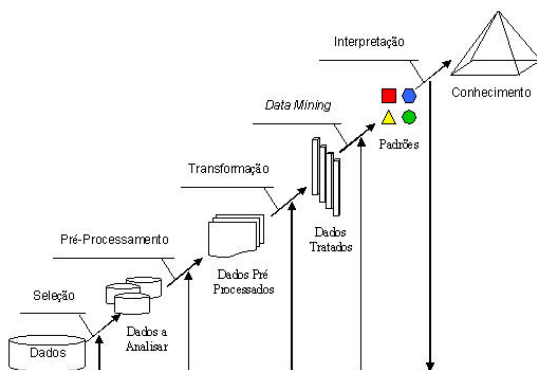 Interpretação
Conhecimento
Data Mining
Padrões
Transformação
Dados
Tratados
Pré-Processamento
Dados Pré
Processados
Seleção
Dados a
Analisar
Dados